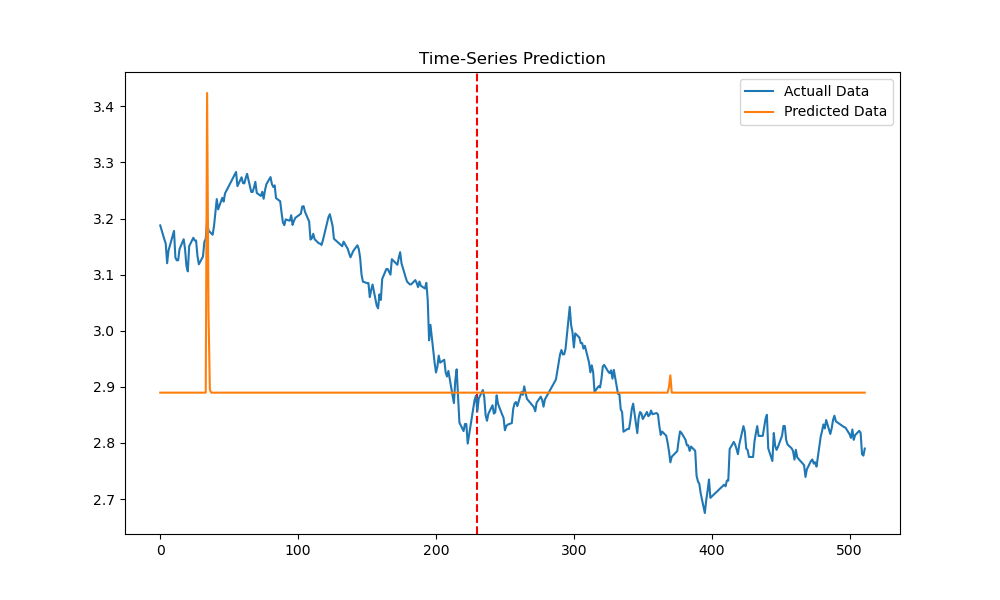 Time-Series Prediction
Actuall Data
Predicted Data
3.4
3.3
3.2
3.1
3.0
2.9
2.8
2.7
0 100 200 300 400 500